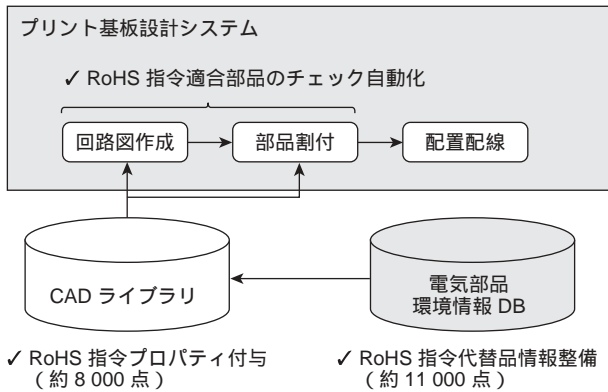 プリント基板設計システム
✓ RoHS 指令適合部品のチェック自動化
回路図作成
部品割付
配置配線
CAD ライブラリ
電気部品
環境情報 DB
✓ RoHS 指令プロパティ付与
（約 8 000 点）
✓ RoHS 指令代替品情報整備
（約 11 000 点）